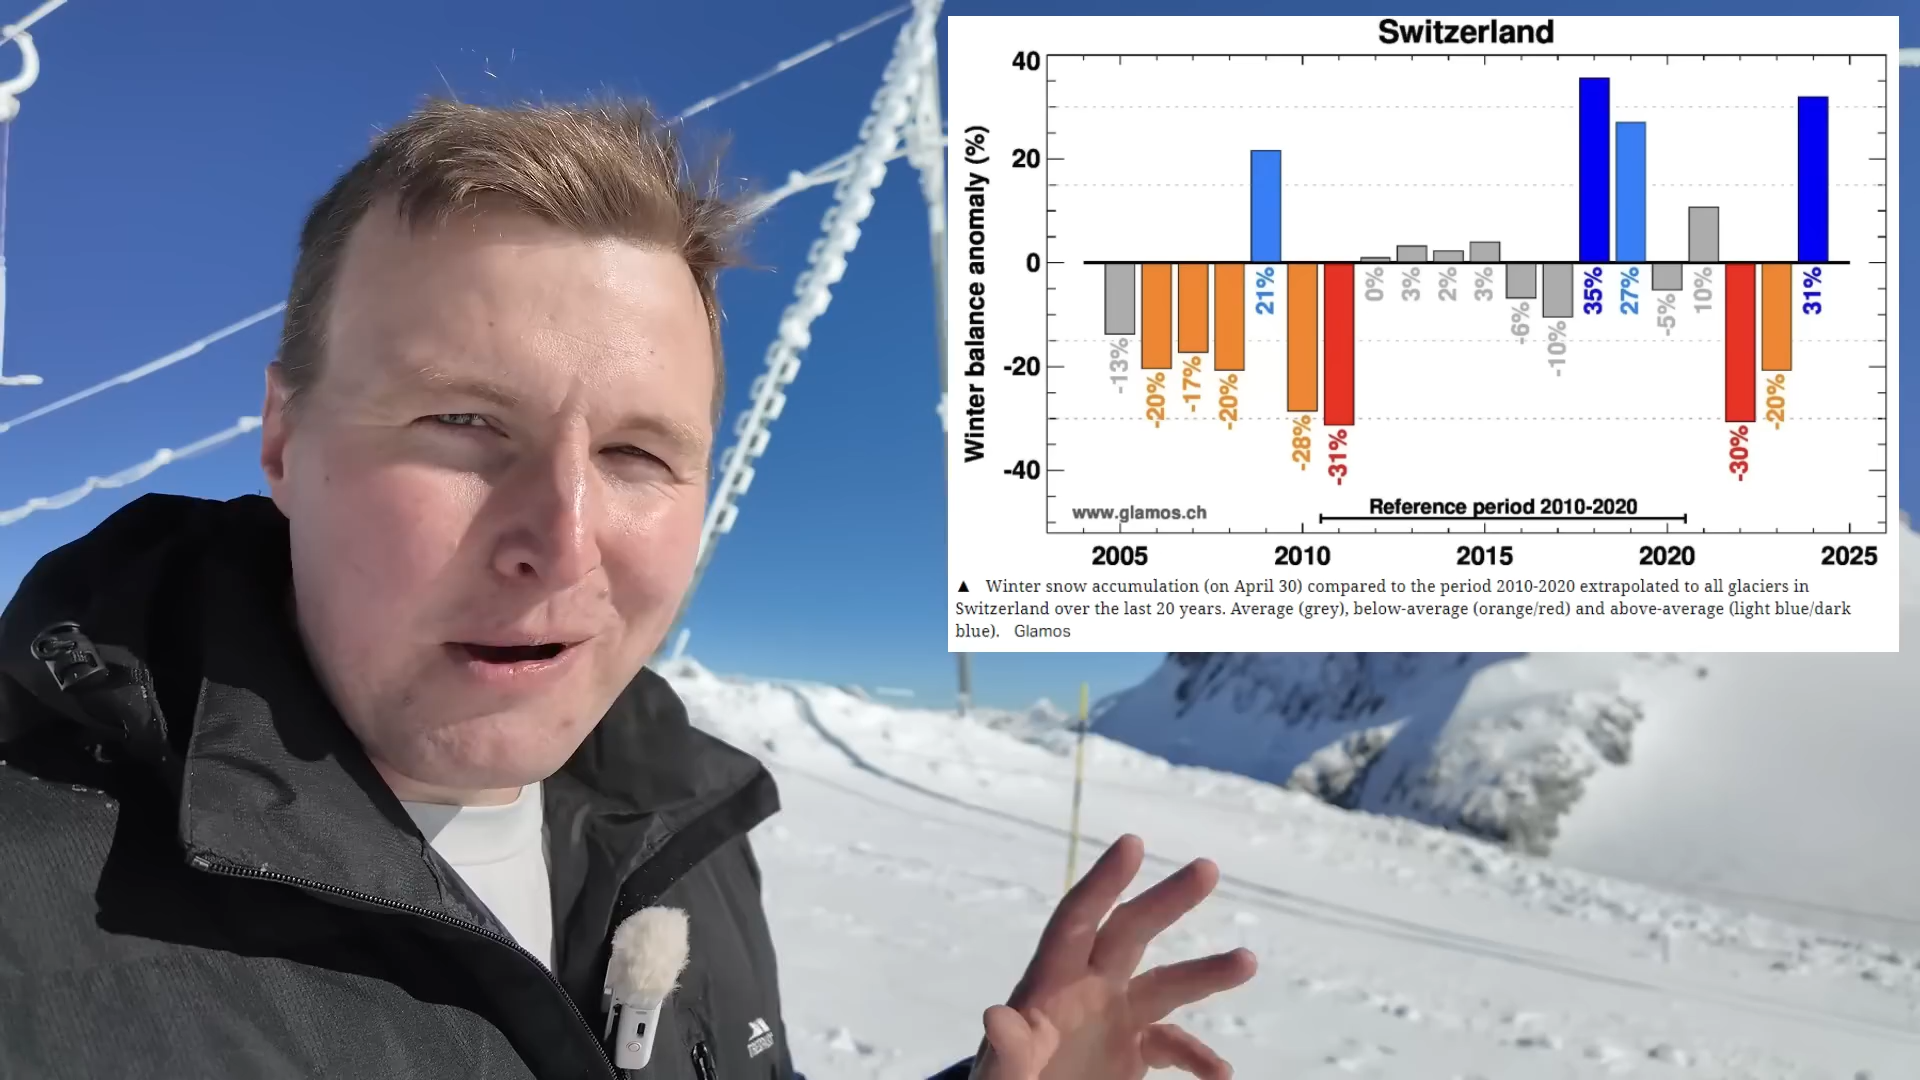 Switzerland
Winter balance anomaly (%)
40
20
0
-20
-40
-13%
-20%
-17%
-20%
21%
-28%
-31%
0%
3%
2%
3%
-6%
-10%
35%
27%
-5%
10%
-30%
-20%
31%
Reference period 2010-2020
www.glamos.ch
2005 2010 2015 2020 2025
▲ Winter snow accumulation (on April 30) compared to the period 2010-2020 extrapolated to all glaciers in
Switzerland over the last 20 years. Average (grey), below-average (orange/red) and above-average (light blue/dark
blue). Glamos
TRESPASS